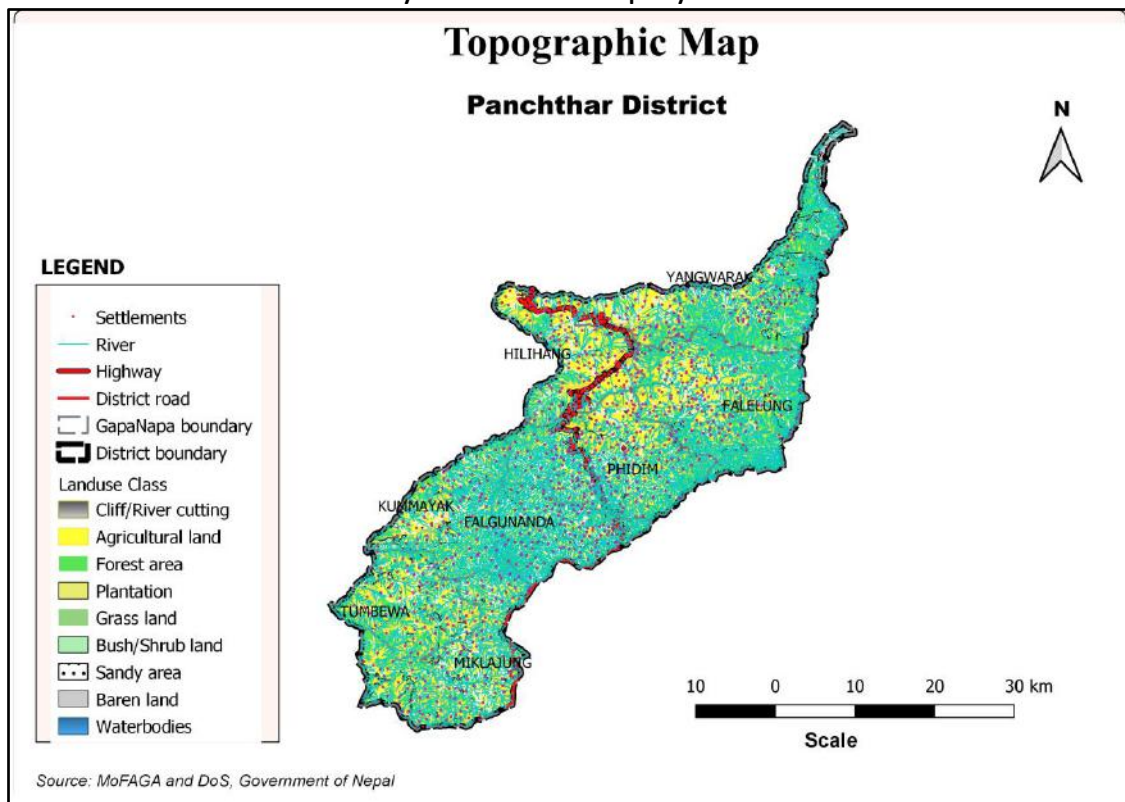 Topographic Map
Panchthar District
N
LEGEND
Settlements
River
Highway
District road
GapaNapa boundary
District boundary
Landuse Class
Cliff/River cutting
Agricultural land
Forest area
Plantation
Grass land
Bush/Shrub land
Sandy area
Baren land
Waterbodies
YANGWARAK
HILIHANG
FALELUNG
PHIDIM
KUMMAYAK
FALGUNANDA
TUMBEWA
MIKLAJUNG
10 0 10 20 30 km
Scale
Source: MoFAGA and DoS, Government of Nepal